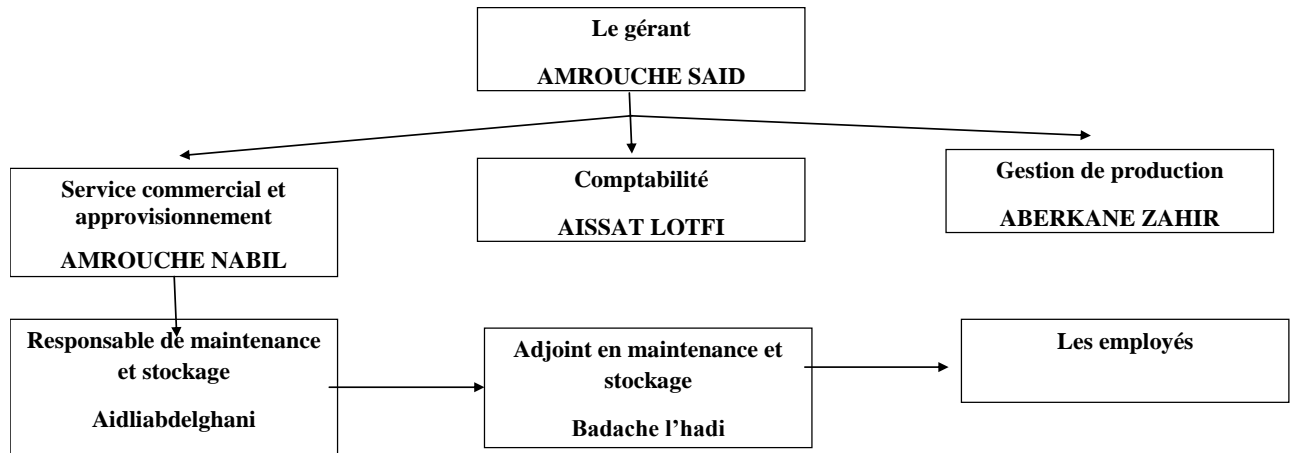 Le gérant
AMROUCHE SAID
Service commercial et
approvisionnement
AMROUCHE NABIL
Comptabilité
AISSAT LOTFI
Gestion de production
ABERKANE ZAHIR
Responsable de maintenance
et stockage
Aidliabdelghani
Adjoint en maintenance et
stockage
Badache l’hadi
Les employés